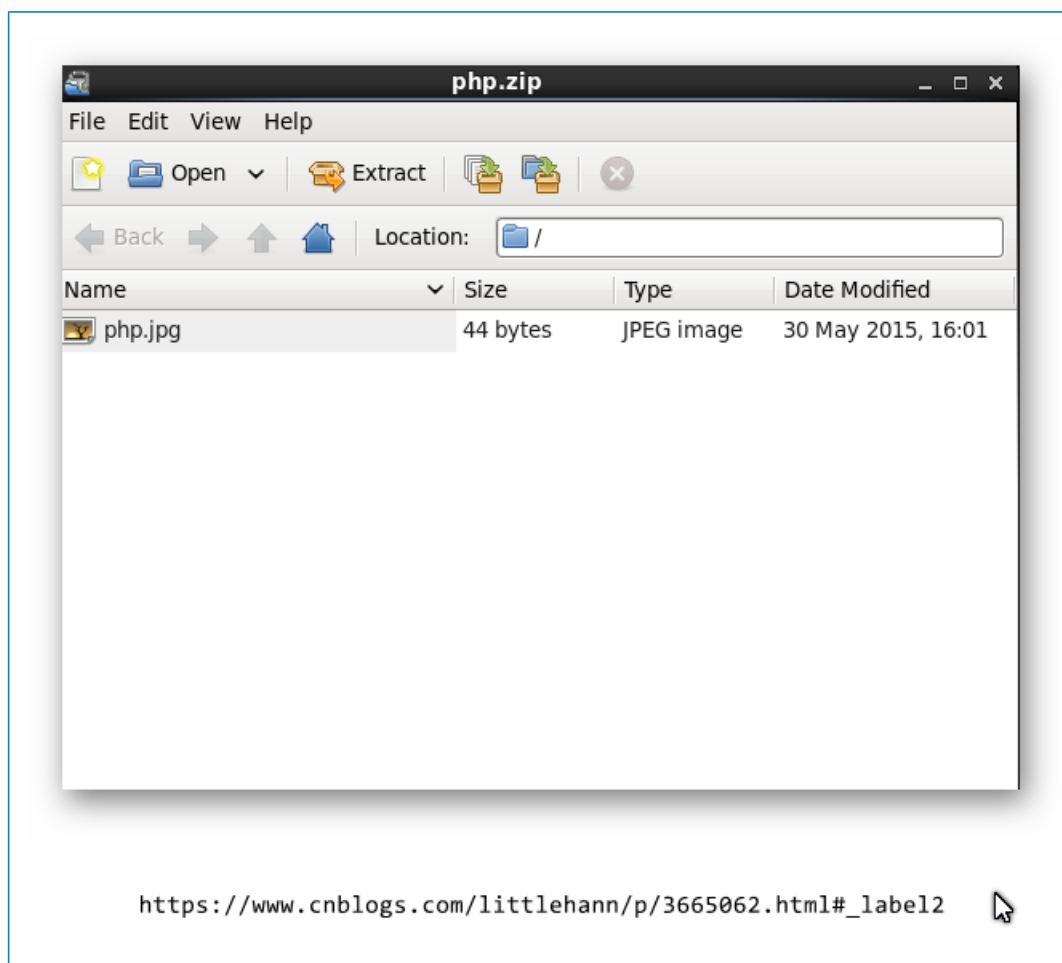 php.zip
File Edit View Help
Open Extract
Back Location: /
Name Size Type Date Modified
php.jpg 44 bytes JPEG image 30 May 2015, 16:01
https://www.cnblogs.com/littlehann/p/3665062.html#_label2